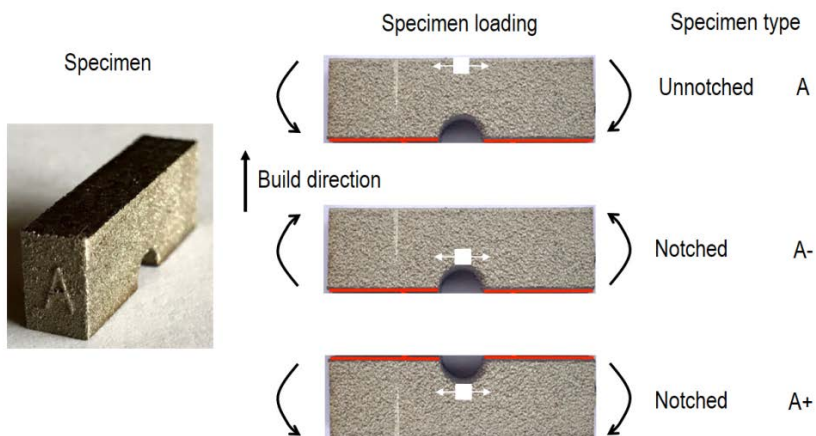 Specimen loading
Specimen type
Specimen
Unnotched A
Build direction
Notched A-
Notched A+
A